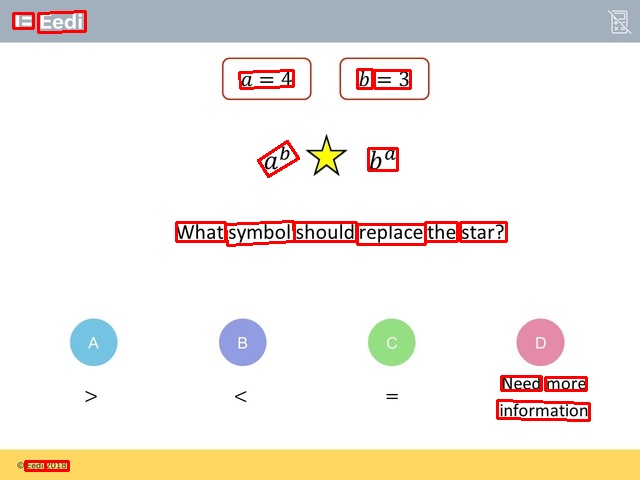 Eedi
a = 4
b = 3
a^b ★ b^a
What symbol should replace the star?
A B C D
> < = Need more information
© Eedi 2018